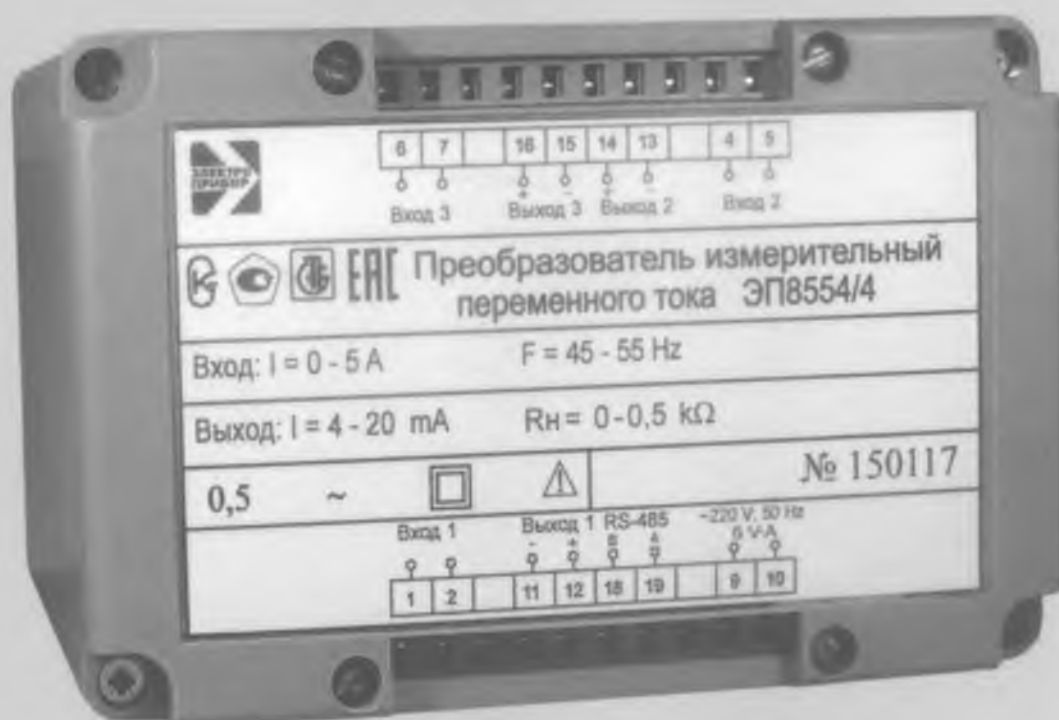 ЭЛЕКТРО
ПРИБОР
6 7 16 15 14 13 4 5
+ - + -
Вход 3 Выход 3 Выход 2 Вход 2
ЕАС Преобразователь измерительный
переменного тока ЭП8554/4
Вход: I = 0 - 5 A F = 45 - 55 Hz
Выход: I = 4 - 20 mA Rн = 0-0,5 kΩ
0,5 ~ № 150117
Вход 1 Выход 1 RS-485 ~220 V, 50 Hz
6 V·A
- + B A
1 2 11 12 18 19 9 10